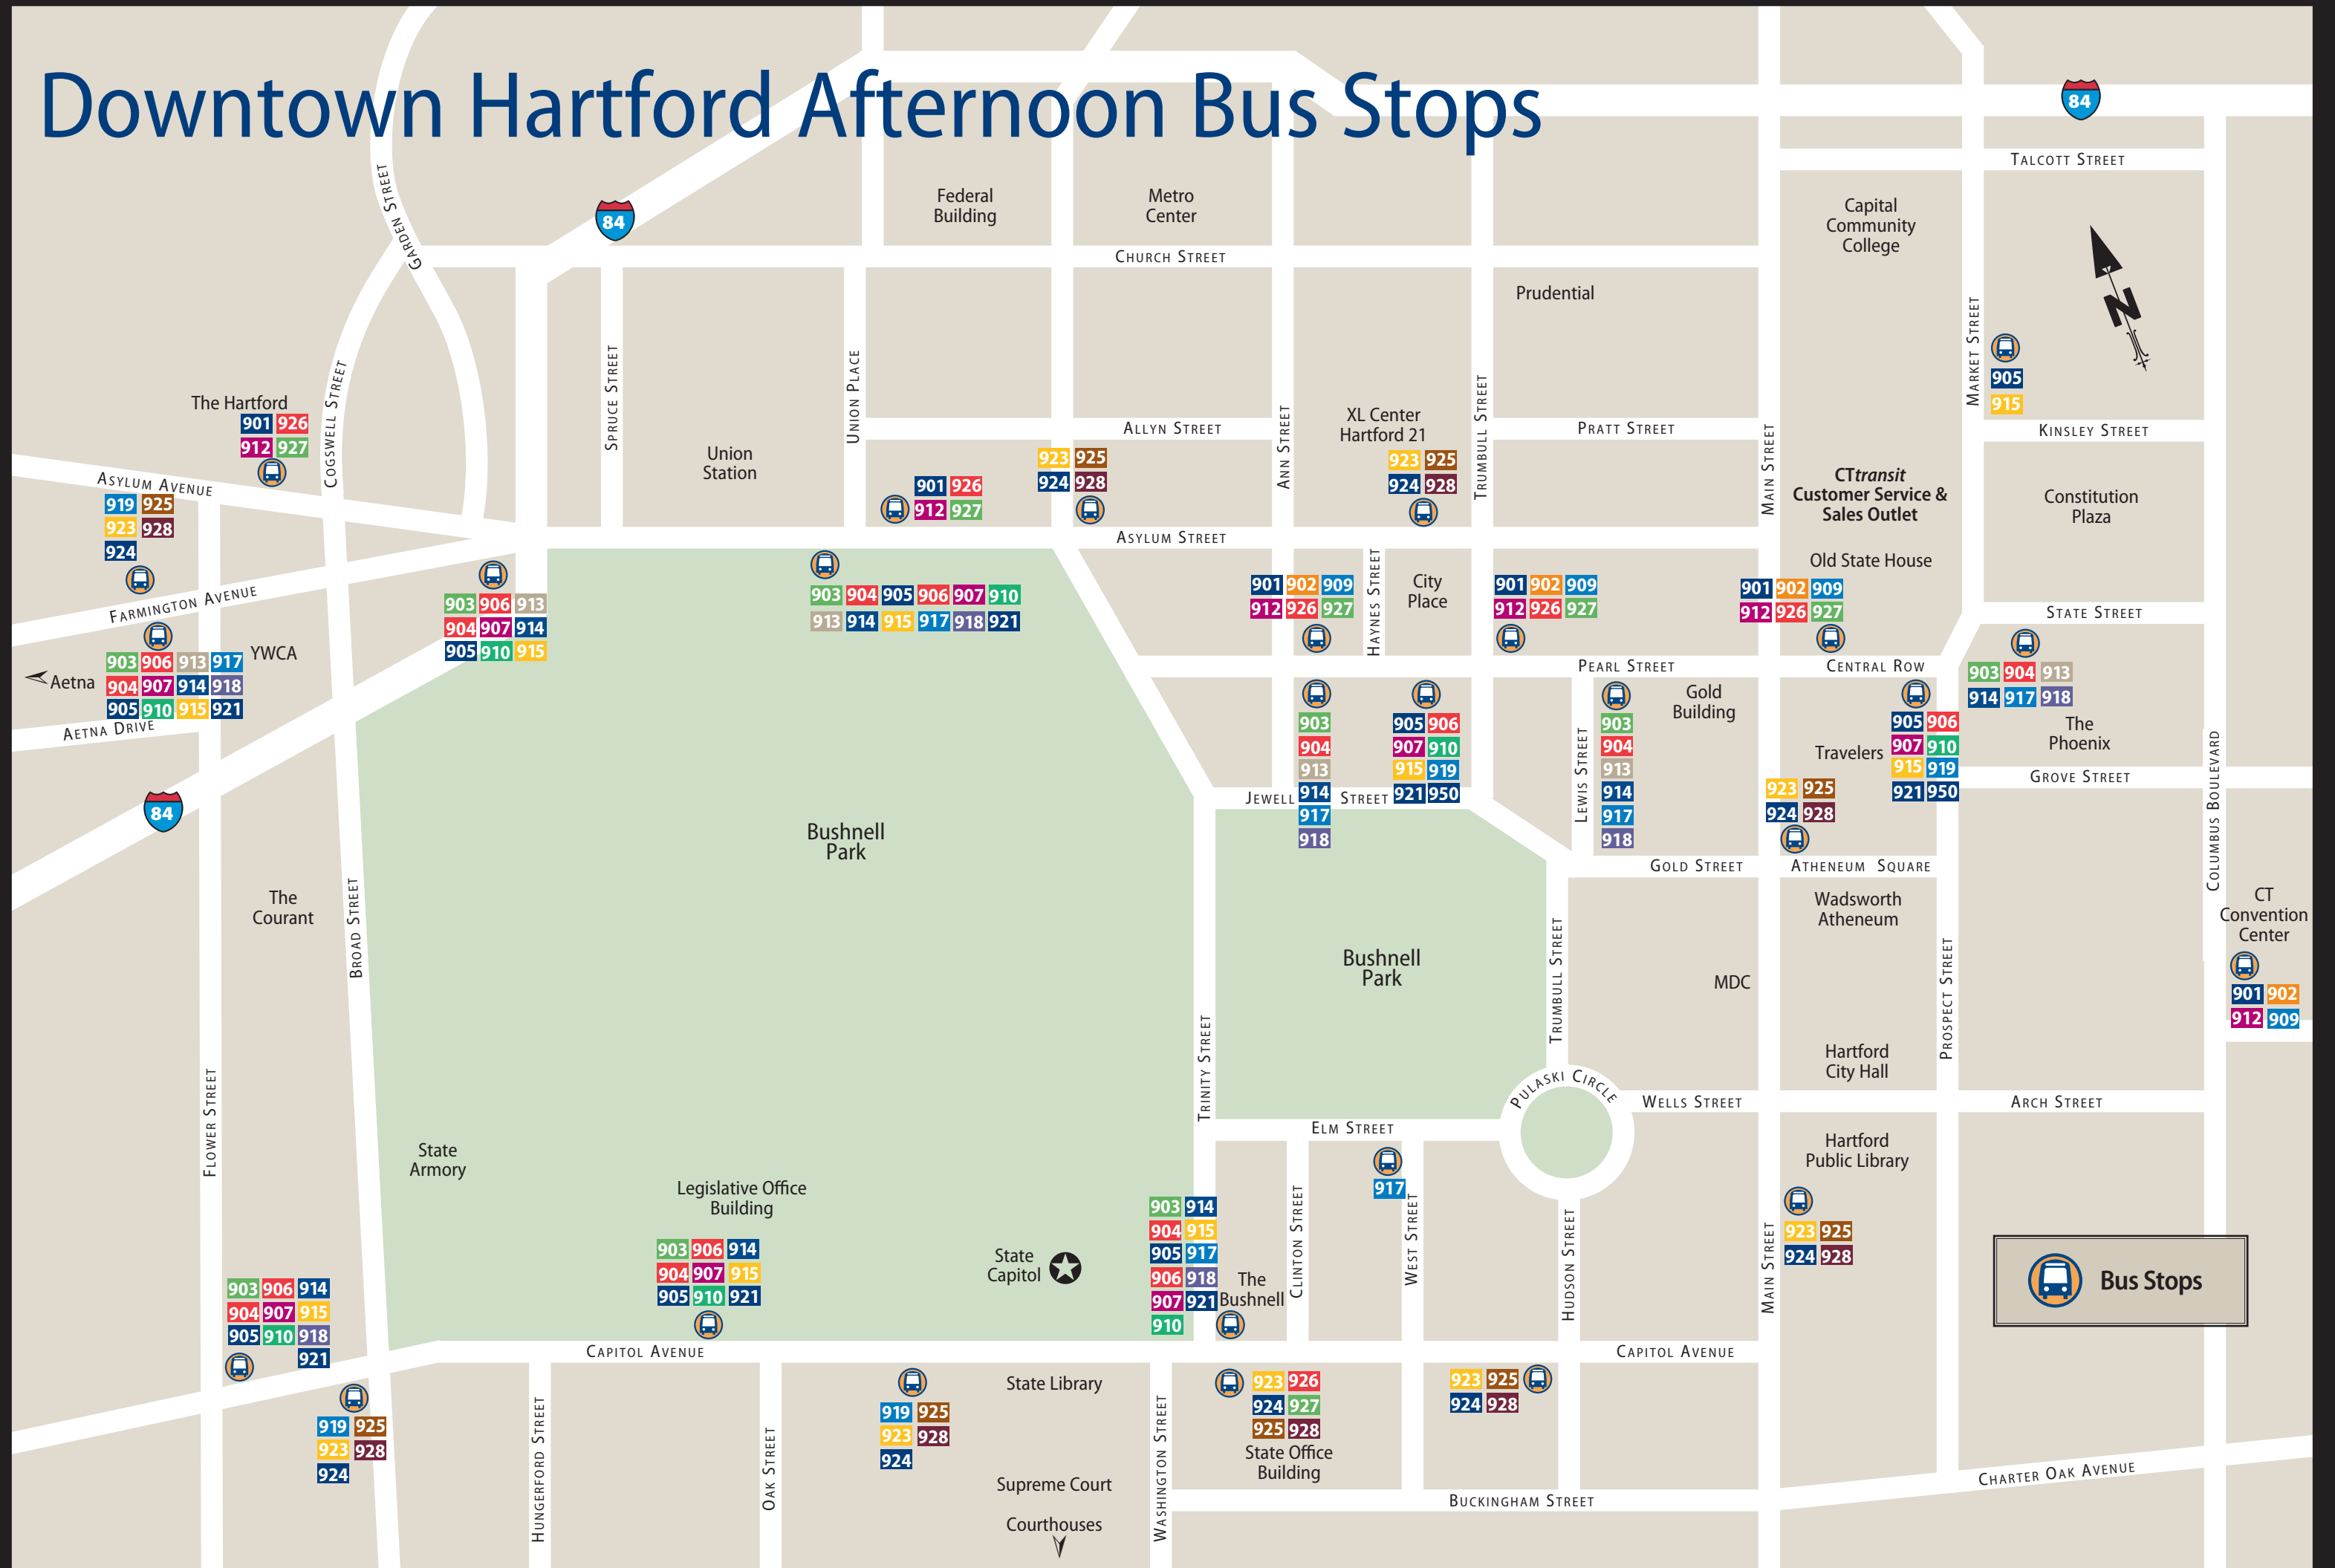 Downtown Hartford Afternoon Bus Stops
84
TALCOTT STREET
GARDEN STREET
Federal
Building
Metro
Center
Capital
Community
College
84
CHURCH STREET
Prudential
N
MARKET STREET
905
915
KINSLEY STREET
The Hartford
901 926
912 927
COGSWELL STREET
SPRUCE STREET
UNION PLACE
Union
Station
ALLYN STREET
ANN STREET
XL Center
Hartford 21
TRUMBULL STREET
PRATT STREET
MAIN STREET
CTtransit
Customer Service &
Sales Outlet
Constitution
Plaza
ASYLUM AVENUE
919 925
923 928
924
901 926
912 927
923 925
924 928
923 925
924 928
ASYLUM STREET
Old State House
FARMINGTON AVENUE
903 906 913
904 907 914
905 910 915
903 904 905 906 907 910
913 914 915 917 918 921
901 902 909
912 926 927
HAYNES STREET
City
Place
901 902 909
912 926 927
901 902 909
912 926 927
STATE STREET
YWCA
Aetna
903 906 913 917
904 907 914 918
905 910 915 921
AETNA DRIVE
PEARL STREET
CENTRAL ROW
903 904 913
914 917 918
The
Phoenix
903
904
913
914
917
918
905 906
907 910
915 919
921 950
JEWELL STREET
LEWIS STREET
903
904
913
914
917
918
Gold
Building
Travelers
905 906
907 910
915 919
921 950
923 925
924 928
GROVE STREET
COLUMBUS BOULEVARD
84
Bushnell
Park
GOLD STREET
ATHENEUM SQUARE
The
Courant
BROAD STREET
Wadsworth
Atheneum
CT
Convention
Center
901 902
912 909
Bushnell
Park
TRUMBULL STREET
MDC
PROSPECT STREET
Hartford
City Hall
FLOWER STREET
TRINITY STREET
PULASKI CIRCLE
WELLS STREET
ARCH STREET
ELM STREET
State
Armory
Hartford
Public Library
917
Legislative Office
Building
903 906 914
904 907 915
905 910 921
State
Capitol
903 914
904 915
905 917
906 918
907 921
910
The
Bushnell
CLINTON STREET
WEST STREET
HUDSON STREET
MAIN STREET
923 925
924 928
Bus Stops
903 906 914
904 907 915
905 910 918
921
CAPITOL AVENUE
CAPITOL AVENUE
919 925
923 928
924
HUNGERFORD STREET
OAK STREET
919 925
923 928
924
State Library
Supreme Court
Courthouses
WASHINGTON STREET
923 926
924 927
925 928
State Office
Building
923 925
924 928
BUCKINGHAM STREET
CHARTER OAK AVENUE